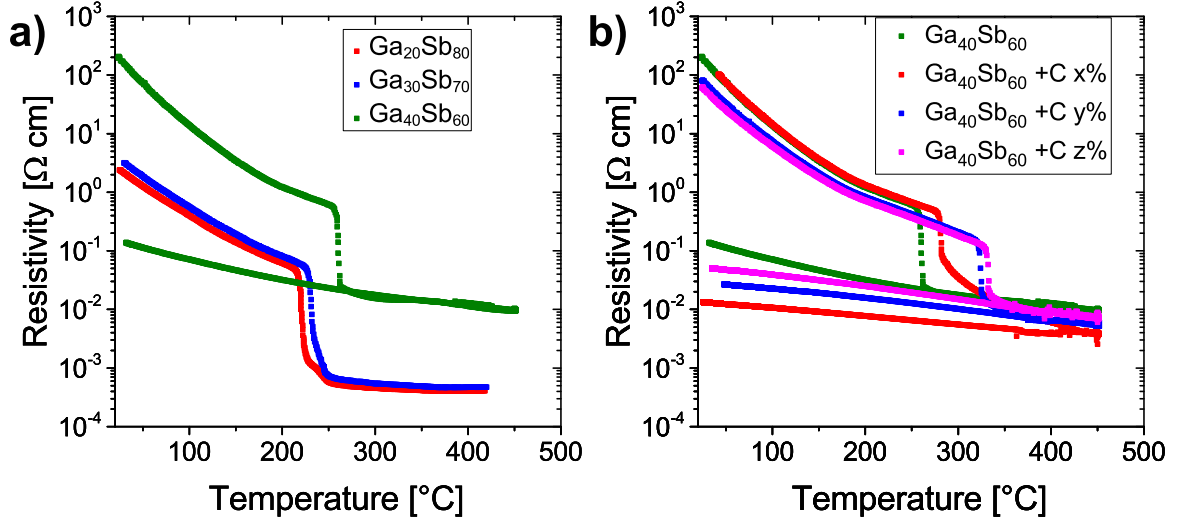 a)
Resistivity [Ω cm]
10³
10²
10¹
10⁰
10⁻¹
10⁻²
10⁻³
10⁻⁴
Ga₂₀Sb₈₀
Ga₃₀Sb₇₀
Ga₄₀Sb₆₀
100 200 300 400 500
Temperature [°C]
b)
Resistivity [Ω cm]
10³
10²
10¹
10⁰
10⁻¹
10⁻²
10⁻³
10⁻⁴
Ga₄₀Sb₆₀
Ga₄₀Sb₆₀ +C x%
Ga₄₀Sb₆₀ +C y%
Ga₄₀Sb₆₀ +C z%
100 200 300 400 500
Temperature [°C]